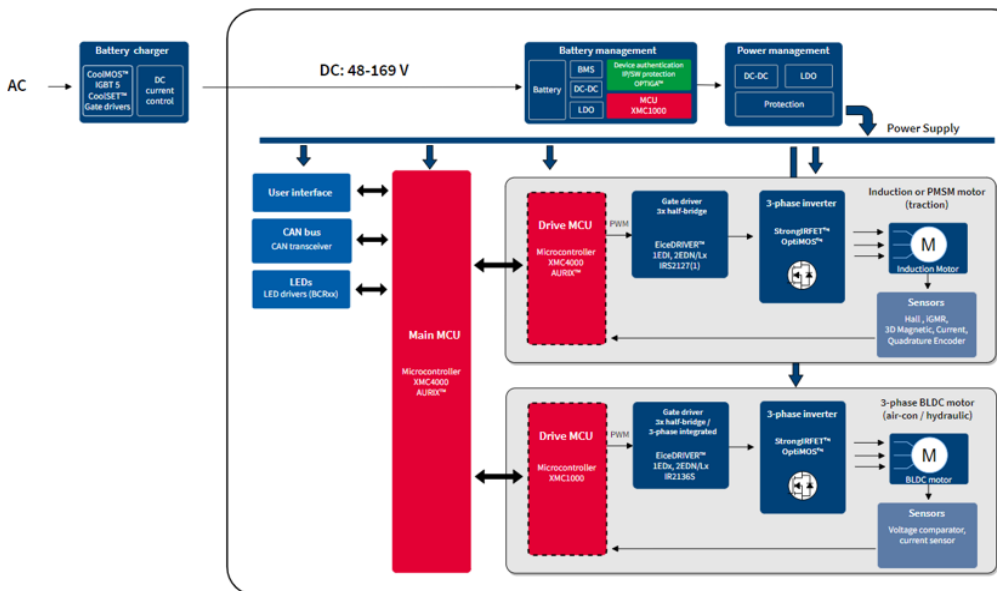 AC
Battery charger
CoolMOS™
IGBT 5
CoolSET™
Gate drivers
DC
current
control
DC: 48-169 V
Battery management
Battery
BMS
DC-DC
LDO
Device authentication
IP/SW protection
OPTIGA™
MCU
XMC1000
Power management
DC-DC
LDO
Protection
Power Supply
User interface
CAN bus
CAN transceiver
LEDs
LED drivers (BCRxx)
Main MCU
Microcontroller
XMC4000
AURIX™
Drive MCU
Microcontroller
XMC4000
AURIX™
PWM
Gate driver
3x half-bridge
EiceDRIVER™
1EDI, 2EDN/Lx
IRS2127(1)
3-phase inverter
StrongIRFET™
OptiMOS™
Induction or PMSM motor
(traction)
M
Induction Motor
Sensors
Hall , iGMR,
3D Magnetic, Current,
Quadrature Encoder
Drive MCU
Microcontroller
XMC1000
PWM
Gate driver
3x half-bridge /
3-phase integrated
EiceDRIVER™
1EDx, 2EDN/Lx
IR2136S
3-phase inverter
StrongIRFET™
OptiMOS™
3-phase BLDC motor
(air-con / hydraulic)
M
BLDC motor
Sensors
Voltage comparator,
current sensor